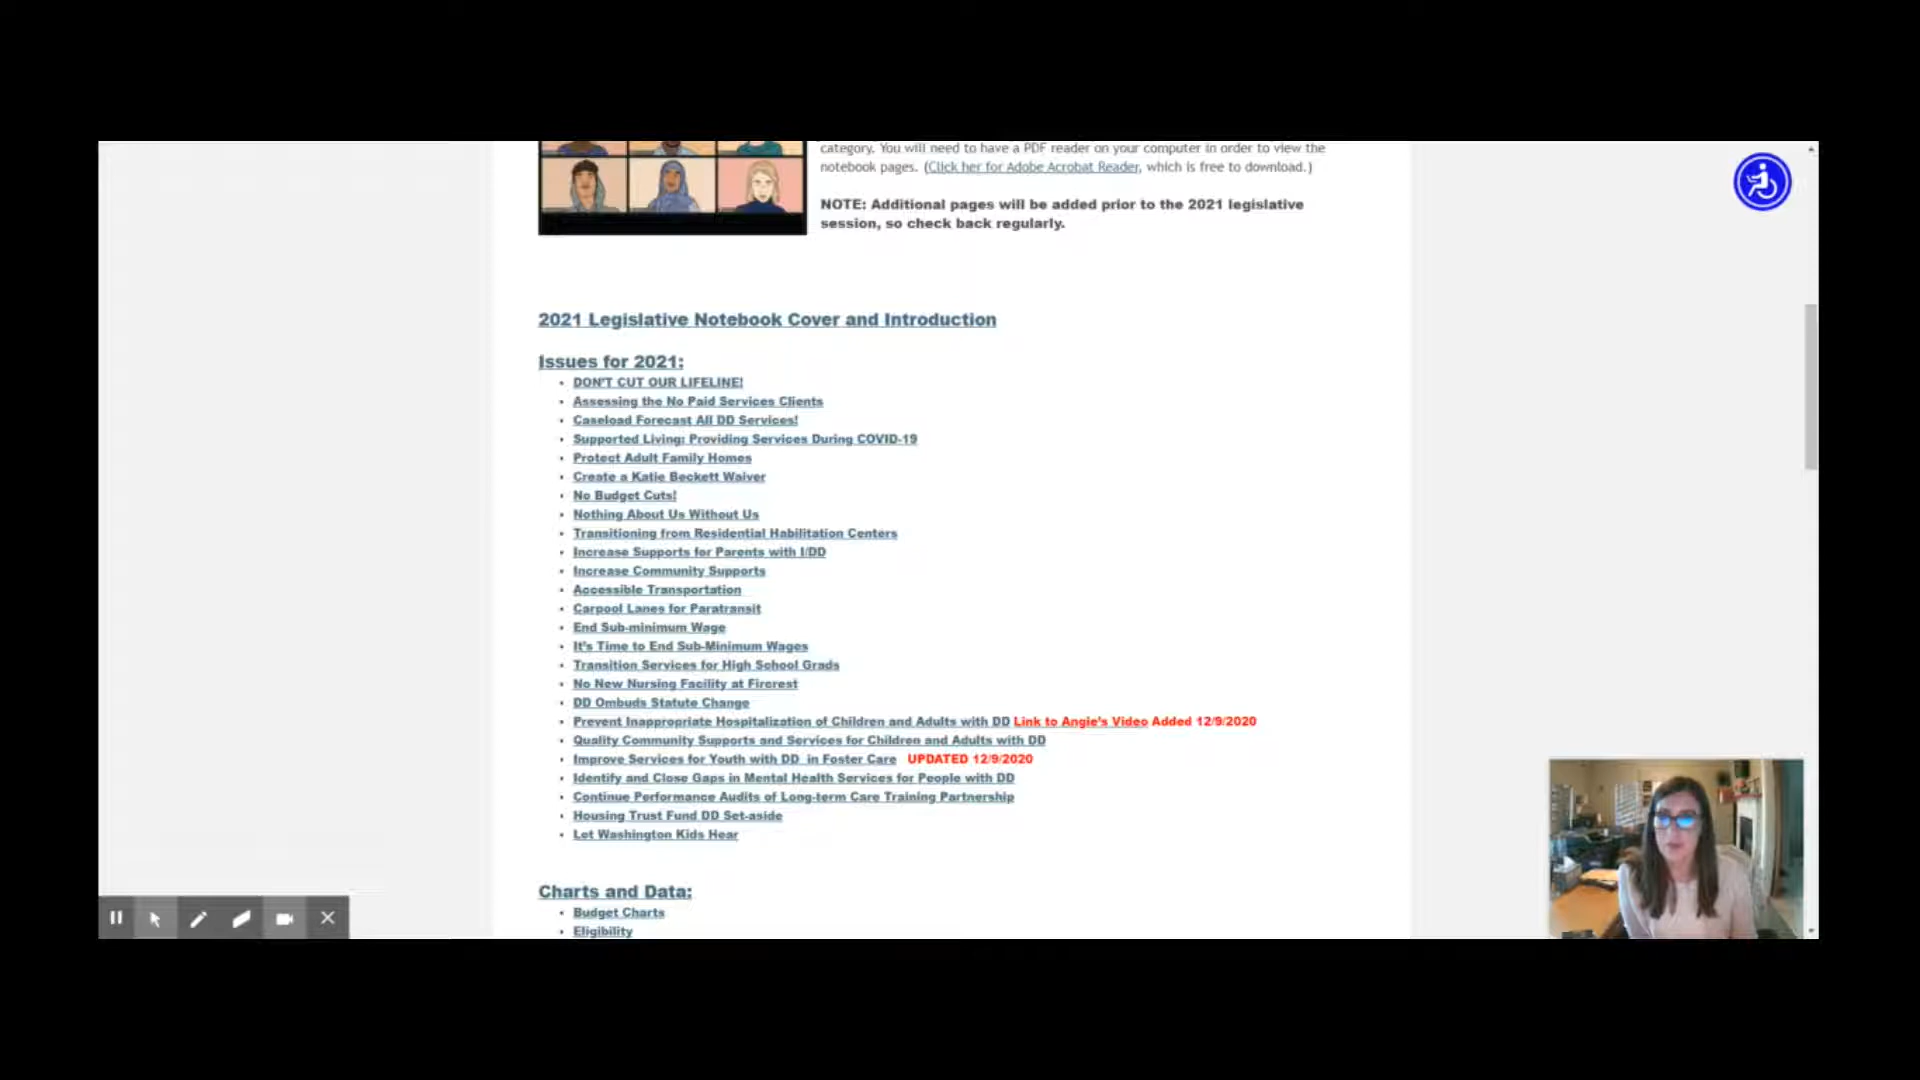 category. You will need to have a PDF reader on your computer in order to view the
notebook pages. (Click her for Adobe Acrobat Reader, which is free to download.)
NOTE: Additional pages will be added prior to the 2021 legislative
session, so check back regularly.
2021 Legislative Notebook Cover and Introduction
Issues for 2021:
DON'T CUT OUR LIFELINE!
Assessing the No Paid Services Clients
Caseload Forecast All DD Services!
Supported Living: Providing Services During COVID-19
Protect Adult Family Homes
Create a Katie Beckett Waiver
No Budget Cuts!
Nothing About Us Without Us
Transitioning from Residential Habilitation Centers
Increase Supports for Parents with I/DD
Increase Community Supports
Accessible Transportation
Carpool Lanes for Paratransit
End Sub-minimum Wage
It's Time to End Sub-Minimum Wages
Transition Services for High School Grads
No New Nursing Facility at Fircrest
DD Ombuds Statute Change
Prevent Inappropriate Hospitalization of Children and Adults with DD Link to Angie's Video Added 12/9/2020
Quality Community Supports and Services for Children and Adults with DD
Improve Services for Youth with DD in Foster Care UPDATED 12/9/2020
Identify and Close Gaps in Mental Health Services for People with DD
Continue Performance Audits of Long-term Care Training Partnership
Housing Trust Fund DD Set-aside
Let Washington Kids Hear
Charts and Data:
Budget Charts
Eligibility